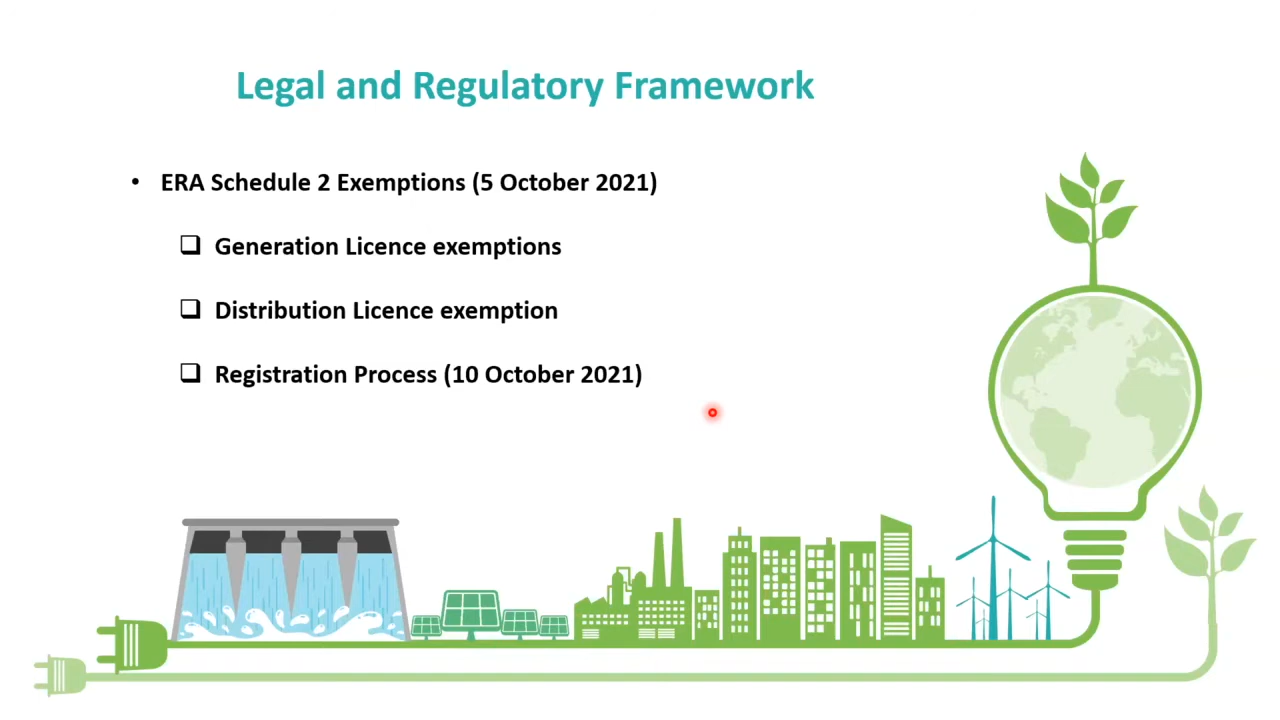 Legal and Regulatory Framework
• ERA Schedule 2 Exemptions (5 October 2021)
❑ Generation Licence exemptions
❑ Distribution Licence exemption
❑ Registration Process (10 October 2021)